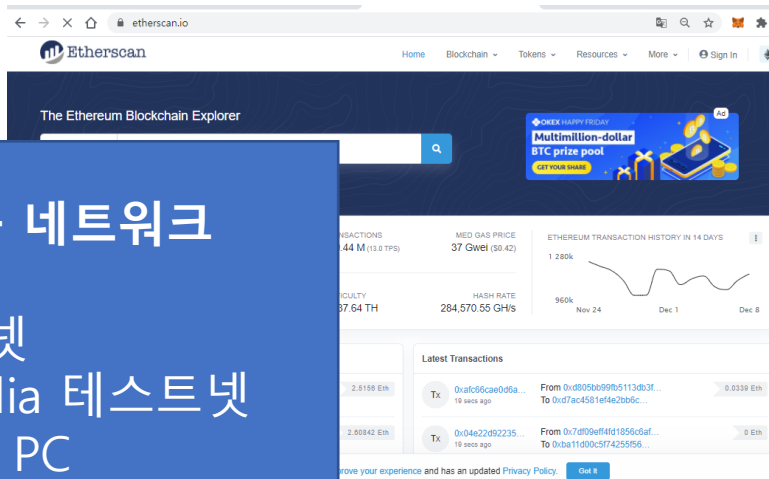 etherscan.io
Etherscan
Home Blockchain Tokens Resources More Sign In
The Ethereum Blockchain Explorer
Ad
OKEX HAPPY FRIDAY
Multimillion-dollar
BTC prize pool
GET YOUR SHARE
네트워크
넷
테스트넷
PC
MED GAS PRICE
.44 M (13.0 TPS)
37 Gwei ($0.42)
HASH RATE
37.64 TH
284,570.55 GH/s
ETHEREUM TRANSACTION HISTORY IN 14 DAYS
1 280k
960k
Nov 24 Dec 1 Dec 8
Latest Transactions
2.5156 Eth
Tx 0xafc66cae0d6a... From 0xd805bb99fb5113db3f... 0.0339 Eth
19 secs ago To 0xd7ac4581ef4e2bb6c...
2.60842 Eth
Tx 0x04e22d92235... From 0x7df09eff4fd1856c6af... 0 Eth
19 secs ago To 0xba11d00c5f74255f56...
your experience and has an updated Privacy Policy. Got It